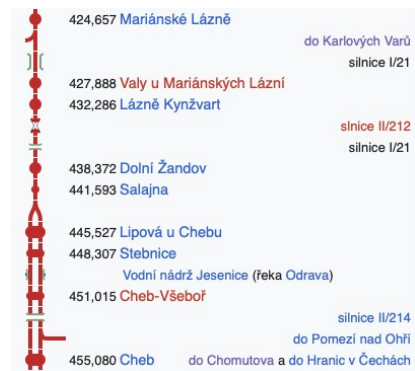 424,657 Mariánské Lázně
do Karlových Varů
silnice I/21
427,888 Valy u Mariánských Lázní
432,286 Lázně Kynžvart
slnice II/212
silnice I/21
438,372 Dolní Žandov
441,593 Salajna
445,527 Lipová u Chebu
448,307 Stebnice
Vodní nádrž Jesenice (řeka Odrava)
451,015 Cheb-Všeboř
silnice II/214
do Pomezí nad Ohří
455,080 Cheb do Chomutova a do Hranic v Čechách